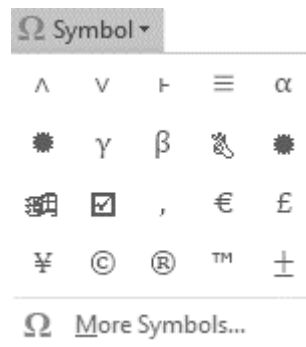 Ω Symbol
∧ ∨ ⊦ ≡ α
✹ γ β ✹
☑ , € £
¥ © ® ™ ±
Ω More Symbols...